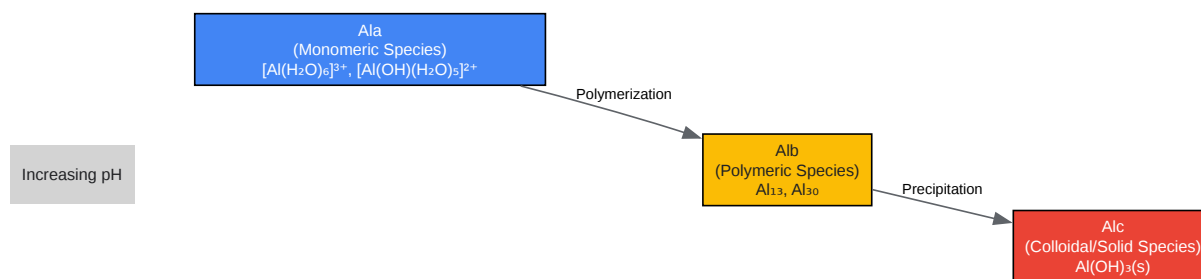 Ala
(Monomeric Species)
[Al(H₂O)₆]³⁺, [Al(OH)(H₂O)₅]²⁺
Polymerization
Increasing pH
Alb
(Polymeric Species)
Al₁₃, Al₃₀
Precipitation
Alc
(Colloidal/Solid Species)
Al(OH)₃(s)